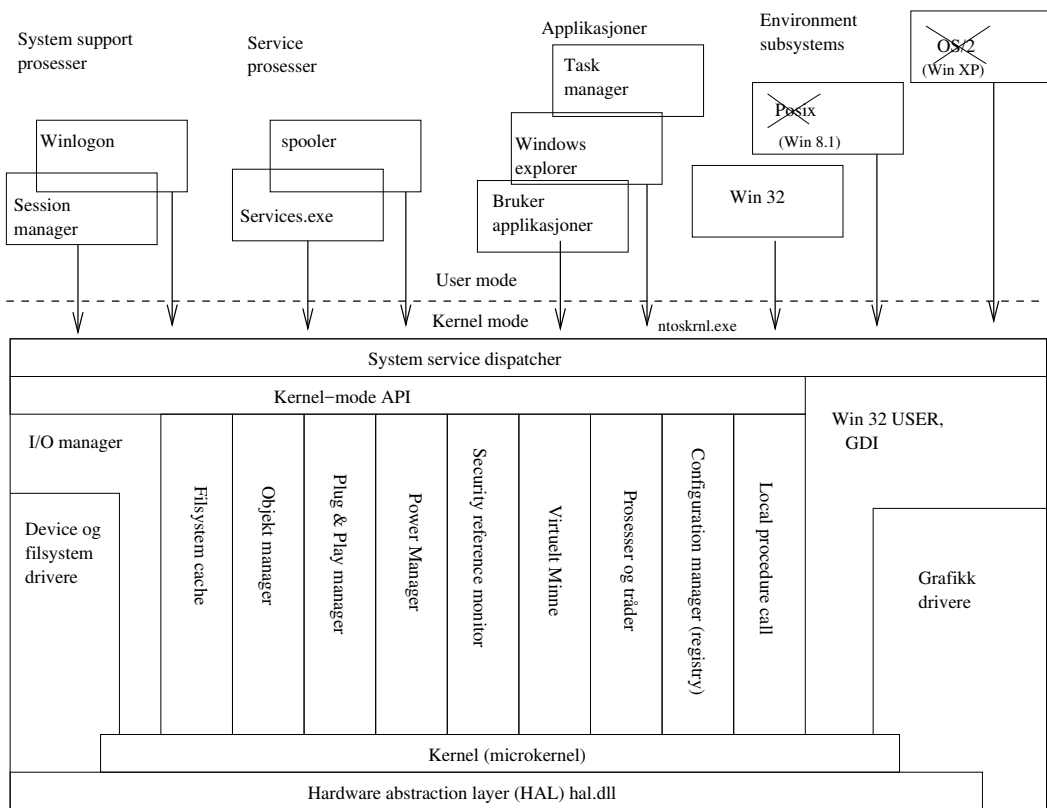 System support
prosesser
Service
prosesser
Applikasjoner
Environment
subsystems
OS/2
(Win XP)
Task
manager
Posix
(Win 8.1)
Winlogon
spooler
Windows
explorer
Win 32
Session
manager
Services.exe
Bruker
applikasjoner
User mode
Kernel mode
ntoskrnl.exe
System service dispatcher
Kernel−mode API
I/O manager
Win 32 USER,
GDI
Device og
filsystem
drivere
Filsystem cache
Objekt manager
Plug & Play manager
Power Manager
Security reference monitor
Virtuelt Minne
Prosesser og tråder
Configuration manager (registry)
Local procedure call
Grafikk
drivere
Kernel (microkernel)
Hardware abstraction layer (HAL) hal.dll